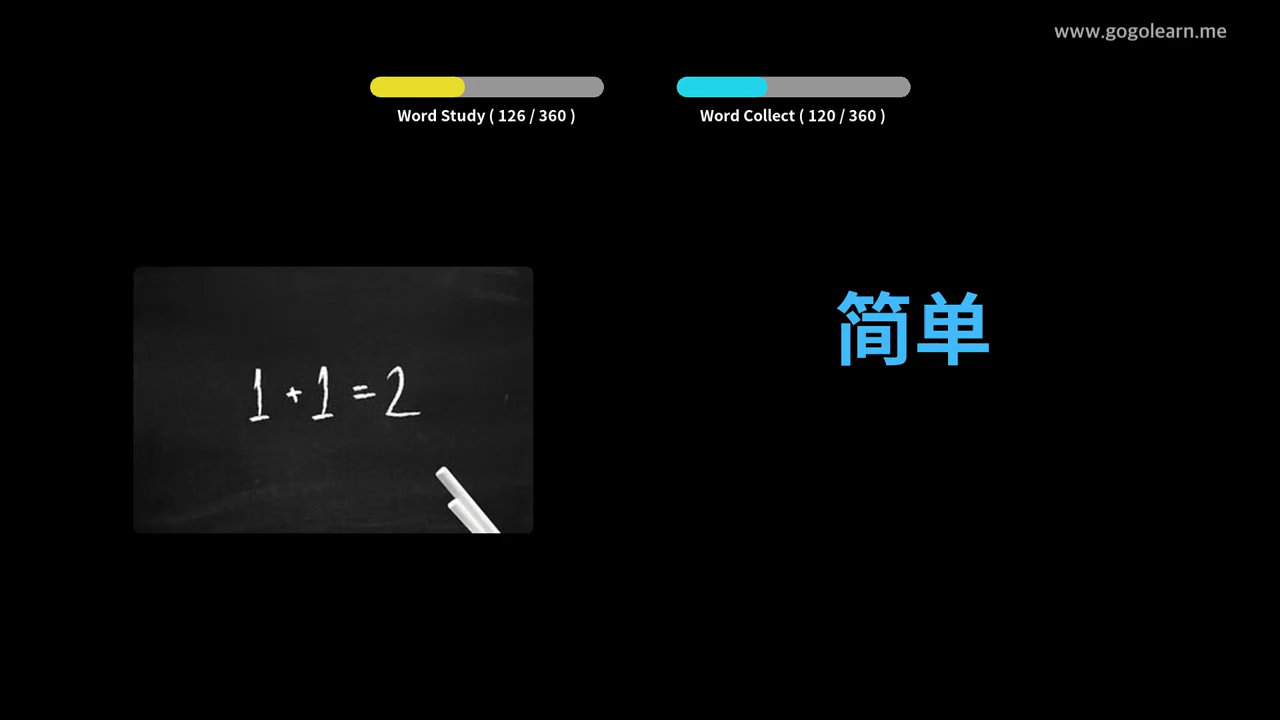 www.gogolearn.me
Word Study ( 126 / 360 )
Word Collect ( 120 / 360 )
简单
1 + 1 = 2